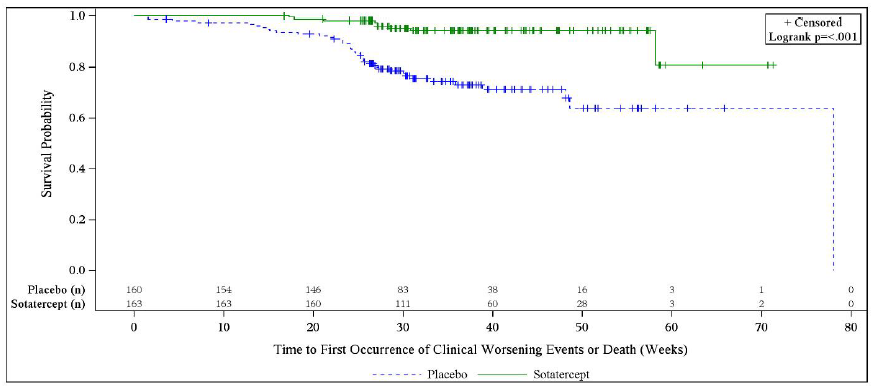 1.0
+ Censored
Logrank p=<.001
0.8
0.6
0.4
0.2
0.0
Survival Probability
Placebo (n) 160 154 146 83 38 16 3 1 0
Sotatercept (n) 163 163 160 111 60 28 3 2 0
0 10 20 30 40 50 60 70 80
Time to First Occurrence of Clinical Worsening Events or Death (Weeks)
Placebo Sotatercept